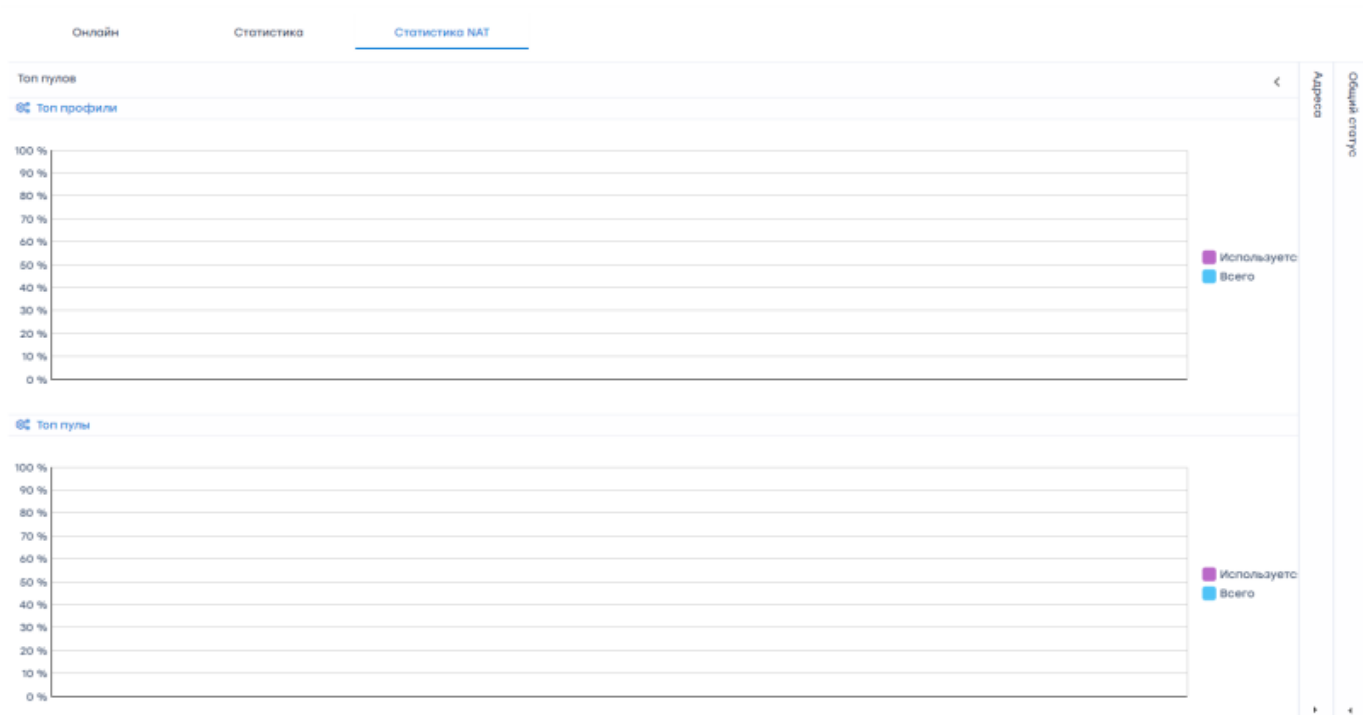 Онлайн
Статистика
Статистика NAT
Топ пулов
Топ профили
100 %
90 %
80 %
70 %
60 %
50 %
40 %
30 %
20 %
10 %
0 %
Используетс
Всего
Топ пулы
100 %
90 %
80 %
70 %
60 %
50 %
40 %
30 %
20 %
10 %
0 %
Используетс
Всего
Адреса
Общий статус